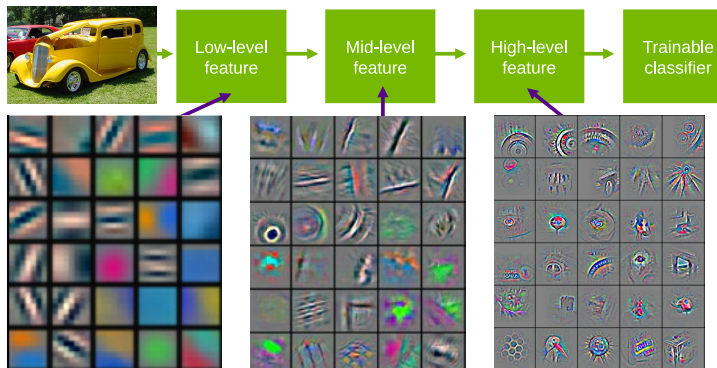 Low-level
feature
Mid-level
feature
High-level
feature
Trainable
classifier